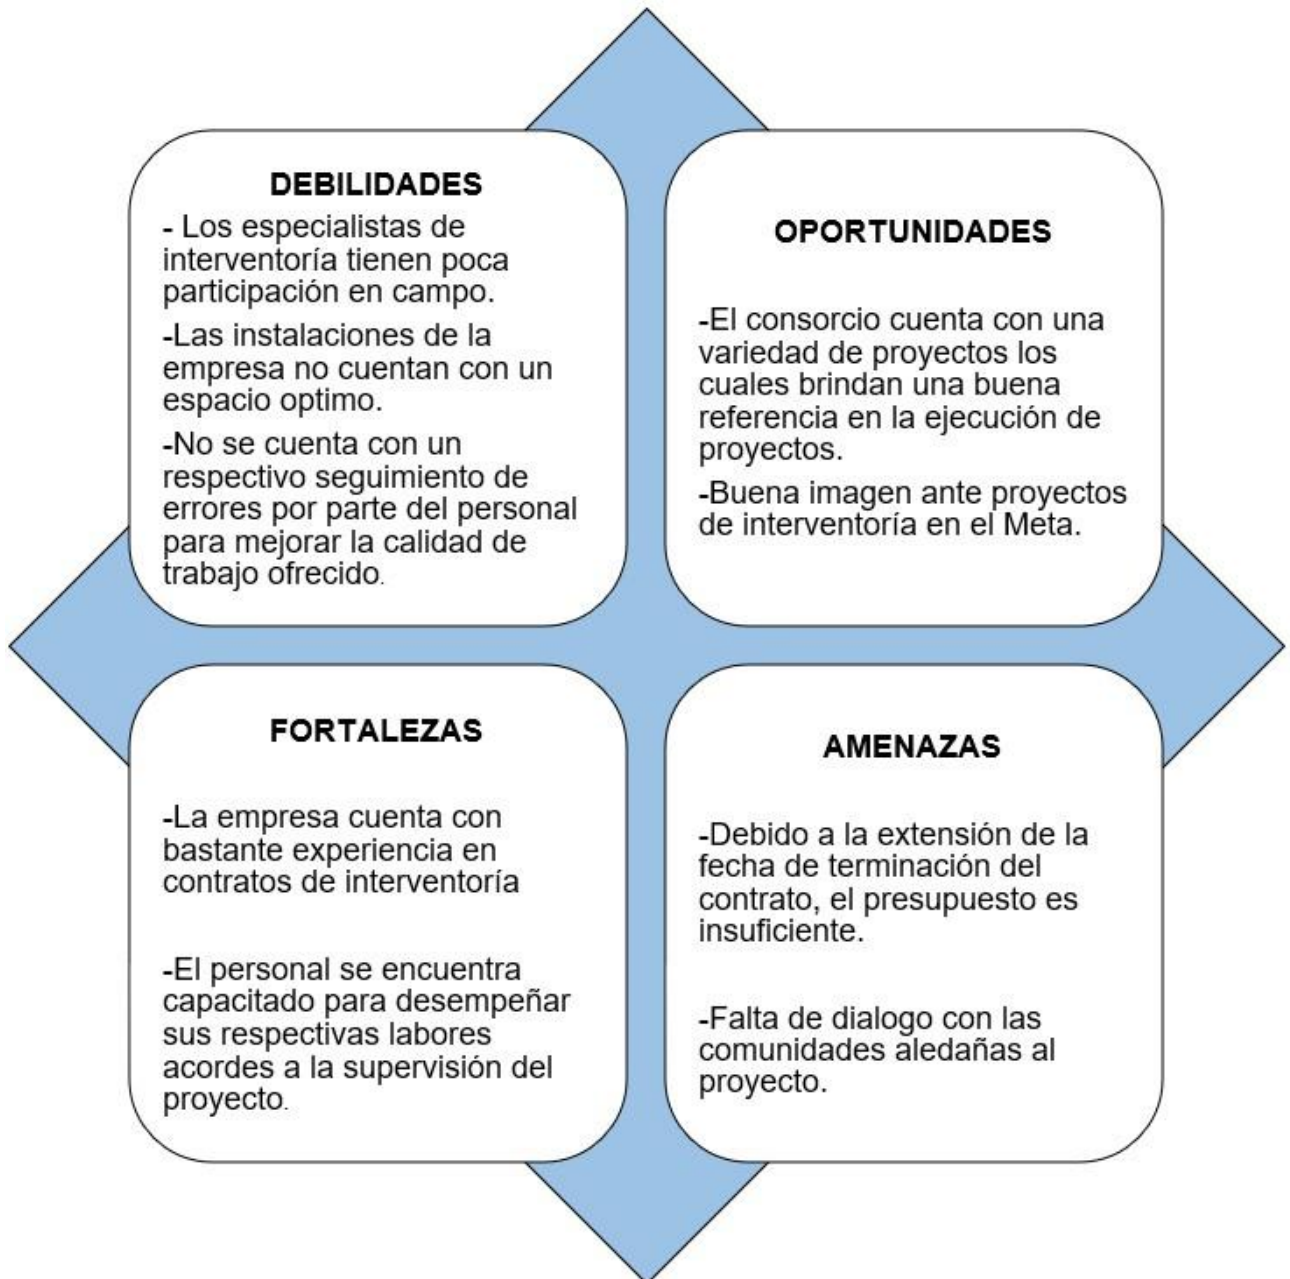 DEBILIDADES
- Los especialistas de
interventoría tienen poca
participación en campo.
-Las instalaciones de la
empresa no cuentan con un
espacio optimo.
-No se cuenta con un
respectivo seguimiento de
errores por parte del personal
para mejorar la calidad de
trabajo ofrecido.
OPORTUNIDADES
-El consorcio cuenta con una
variedad de proyectos los
cuales brindan una buena
referencia en la ejecución de
proyectos.
-Buena imagen ante proyectos
de interventoría en el Meta.
FORTALEZAS
-La empresa cuenta con
bastante experiencia en
contratos de interventoría
-El personal se encuentra
capacitado para desempeñar
sus respectivas labores
acordes a la supervisión del
proyecto.
AMENAZAS
-Debido a la extensión de la
fecha de terminación del
contrato, el presupuesto es
insuficiente.
-Falta de dialogo con las
comunidades aledañas al
proyecto.